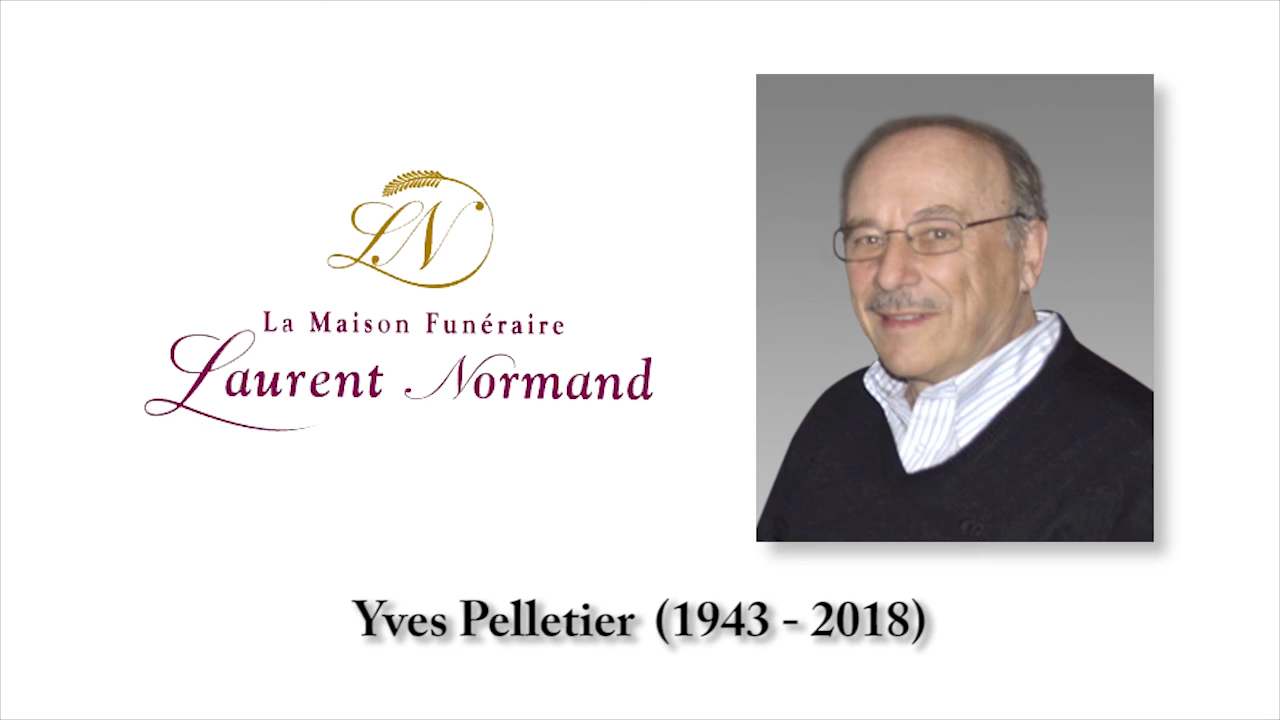 LN
La Maison Funéraire
Laurent Normand
Yves Pelletier (1943 - 2018)